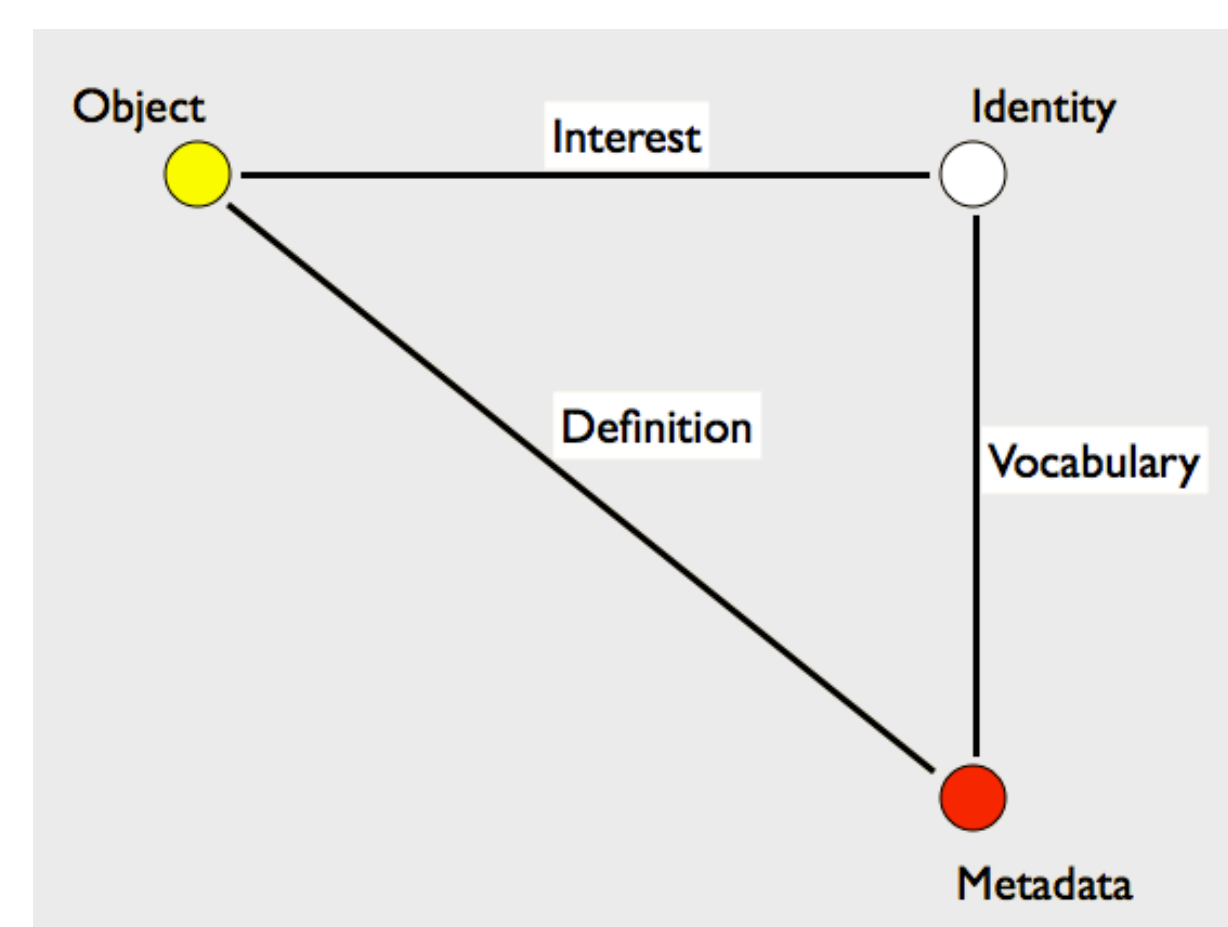 Object
Identity
Interest
Definition
Vocabulary
Metadata